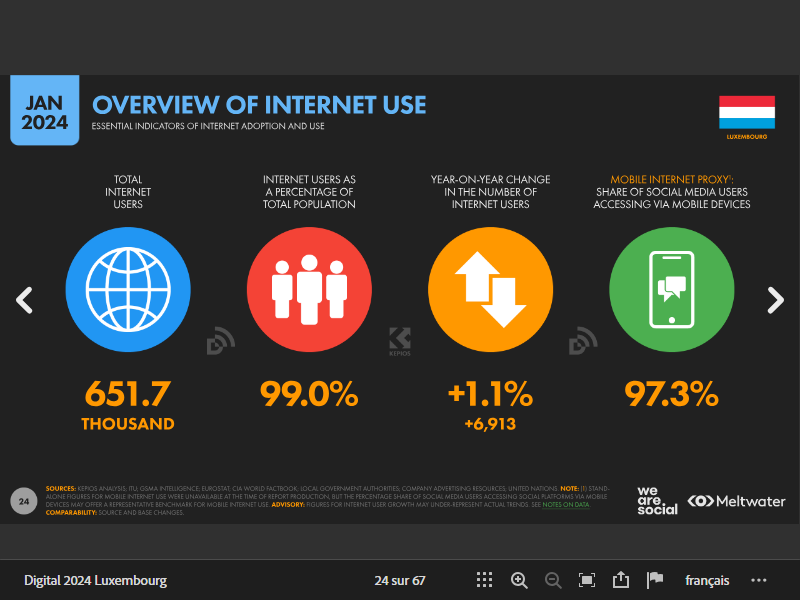 JAN
2024
OVERVIEW OF INTERNET USE
ESSENTIAL INDICATORS OF INTERNET ADOPTION AND USE
LUXEMBOURG
TOTAL
INTERNET
USERS
INTERNET USERS AS
A PERCENTAGE OF
TOTAL POPULATION
YEAR-ON-YEAR CHANGE
IN THE NUMBER OF
INTERNET USERS
MOBILE INTERNET PROXY¹:
SHARE OF SOCIAL MEDIA USERS
ACCESSING VIA MOBILE DEVICES
KEPIOS
651.7
THOUSAND
99.0%
+1.1%
+6,913
97.3%
24
SOURCES: KEPIOS ANALYSIS; ITU; GSMA INTELLIGENCE; EUROSTAT; CIA WORLD FACTBOOK; LOCAL GOVERNMENT AUTHORITIES; COMPANY ADVERTISING RESOURCES; UNITED NATIONS. NOTE: (1) STAND-
ALONE FIGURES FOR MOBILE INTERNET USE WERE UNAVAILABLE AT THE TIME OF REPORT PRODUCTION, BUT THE PERCENTAGE SHARE OF SOCIAL MEDIA USERS ACCESSING SOCIAL PLATFORMS VIA MOBILE
DEVICES MAY OFFER A REPRESENTATIVE BENCHMARK FOR MOBILE INTERNET USE. ADVISORY: FIGURES FOR INTERNET USER GROWTH MAY UNDER-REPRESENT ACTUAL TRENDS. SEE NOTES ON DATA.
COMPARABILITY: SOURCE AND BASE CHANGES.
we
are.
social
Meltwater
Digital 2024 Luxembourg
24 sur 67
français